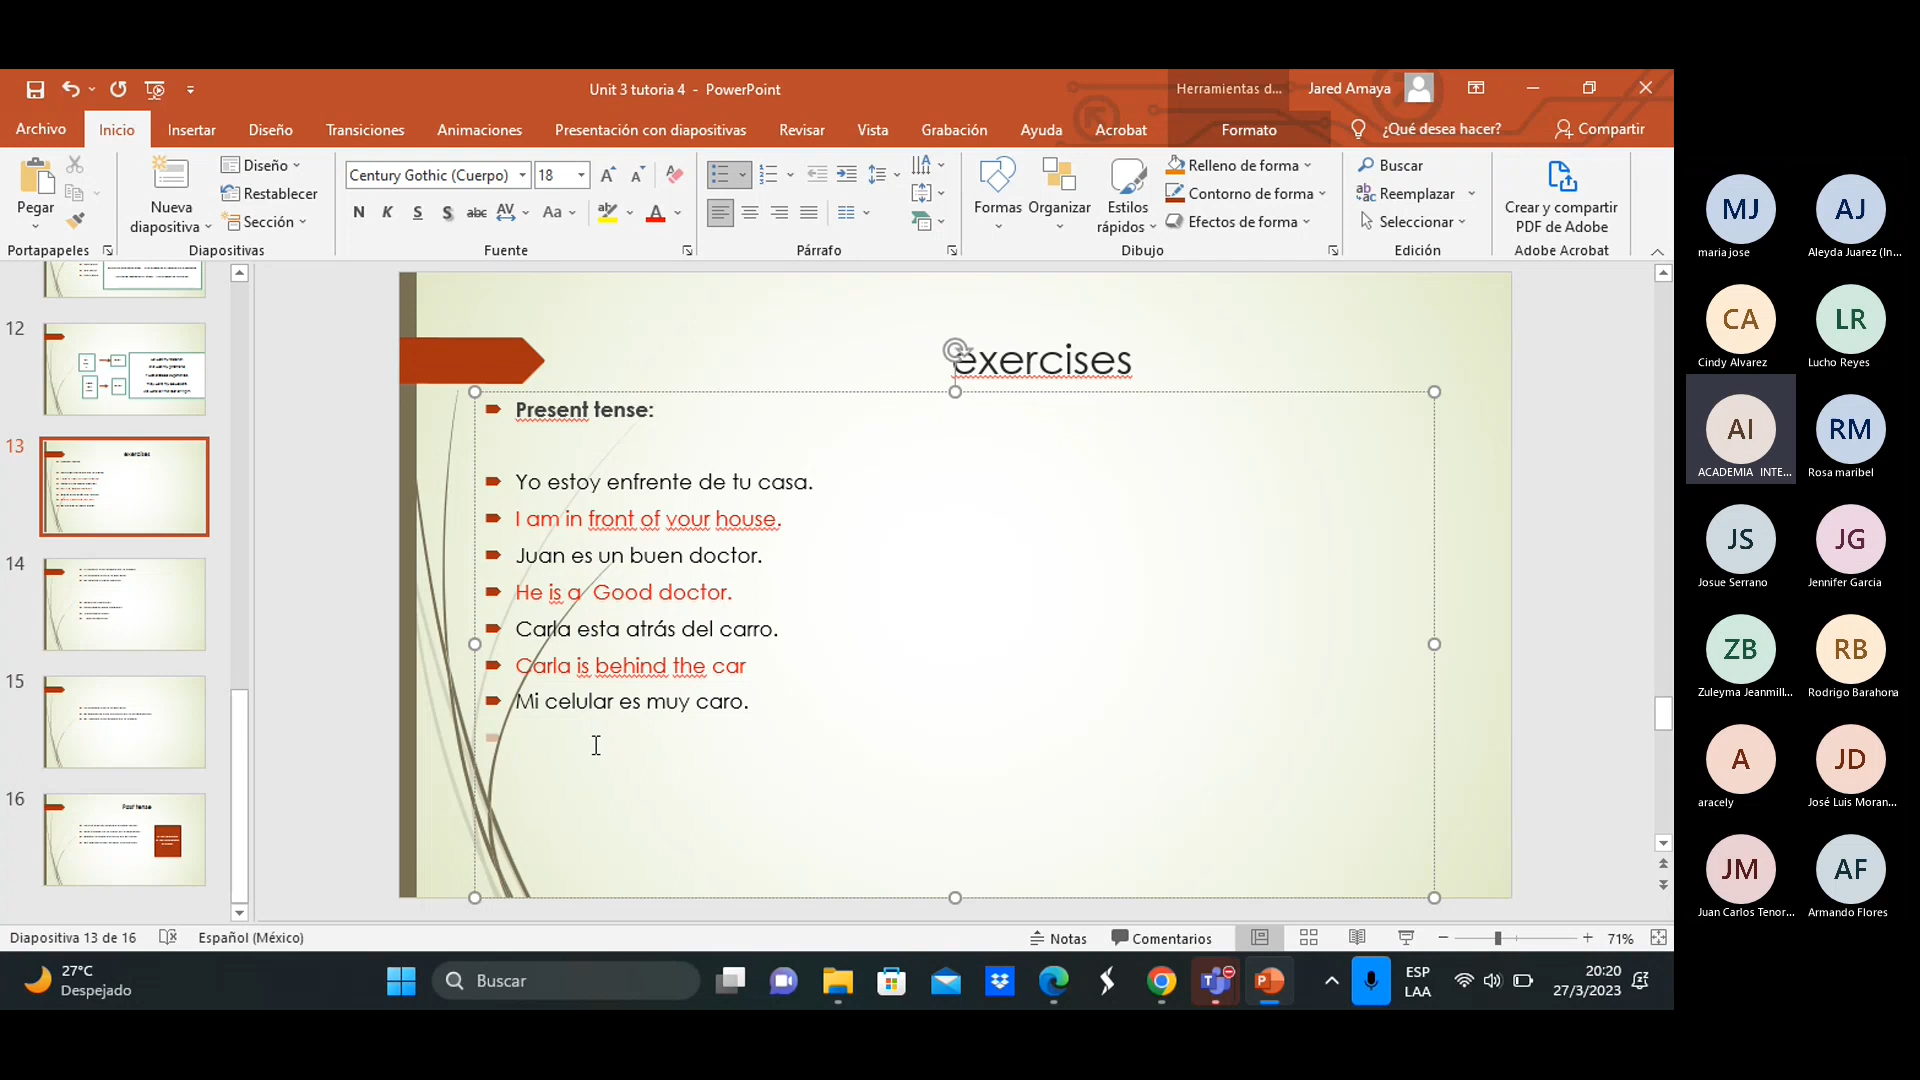 Unit 3 tutoria 4 - PowerPoint
Herramientas d...
Jared Amaya
Archivo
Inicio
Insertar
Diseño
Transiciones
Animaciones
Presentación con diapositivas
Revisar
Vista
Grabación
Ayuda
Acrobat
Formato
¿Qué desea hacer?
Compartir
Pegar
Portapapeles
Nueva
diapositiva
Diseño
Restablecer
Sección
Diapositivas
Century Gothic (Cuerpo)
18
N K S S abc AV Aa A
Fuente
Párrafo
Formas
Organizar
Estilos
rápidos
Relleno de forma
Contorno de forma
Efectos de forma
Dibujo
Buscar
Reemplazar
Seleccionar
Edición
Crear y compartir
PDF de Adobe
Adobe Acrobat
12
13
exercises
14
15
16
Past tense
exercises
Present tense:
Yo estoy enfrente de tu casa.
I am in front of your house.
Juan es un buen doctor.
He is a Good doctor.
Carla esta atrás del carro.
Carla is behind the car
Mi celular es muy caro.
Diapositiva 13 de 16
Español (México)
Notas
Comentarios
71%
27°C
Despejado
Buscar
ESP
LAA
20:20
27/3/2023
MJ
maria jose
AJ
Aleyda Juarez (In...
CA
Cindy Alvarez
LR
Lucho Reyes
AI
ACADEMIA INTE...
RM
Rosa maribel
JS
Josue Serrano
JG
Jennifer Garcia
ZB
Zuleyma Jeanmill...
RB
Rodrigo Barahona
A
aracely
JD
José Luis Moran...
JM
Juan Carlos Tenor...
AF
Armando Flores